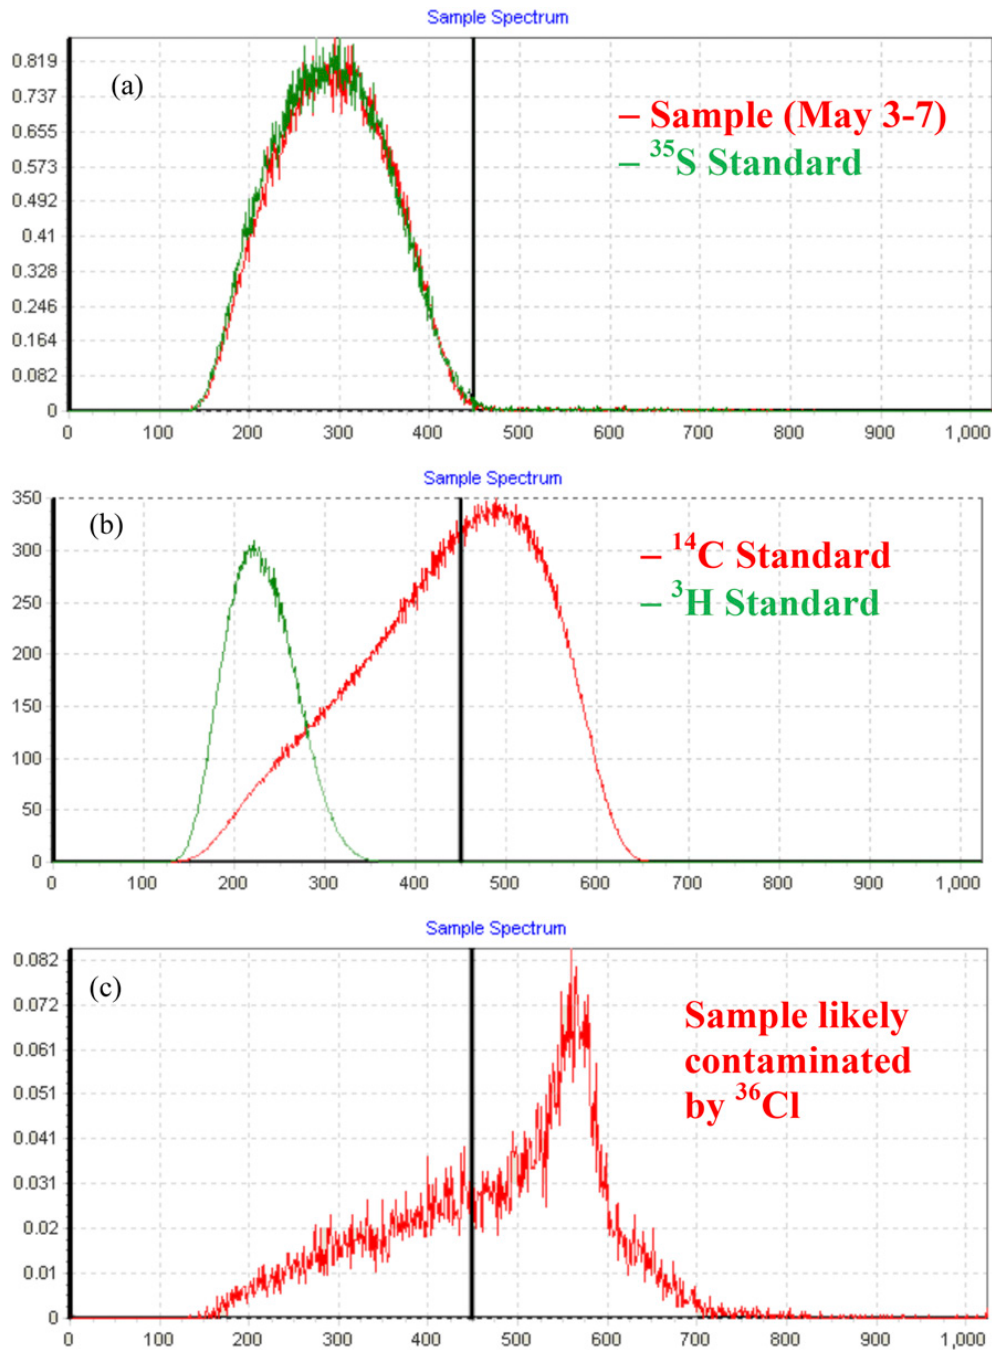 Sample Spectrum
(a)
0.819
0.737
0.655
0.573
0.492
0.41
0.328
0.246
0.164
0.082
0
– Sample (May 3-7)
– ³⁵S Standard
0 100 200 300 400 500 600 700 800 900 1,000
Sample Spectrum
(b)
350
300
250
200
150
100
50
0
– ¹⁴C Standard
– ³H Standard
0 100 200 300 400 500 600 700 800 900 1,000
Sample Spectrum
(c)
0.082
0.072
0.061
0.051
0.041
0.031
0.02
0.01
0
Sample likely
contaminated
by ³⁶Cl
0 100 200 300 400 500 600 700 800 900 1,000